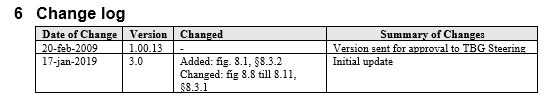 6 Change log
Date of Change Version Changed Summary of Changes
20-feb-2009 1.00.13 - Version sent for approval to TBG Steering
17-jan-2019 3.0 Added: fig. 8.1, §8.3.2 Initial update
Changed: fig 8.8 till 8.11,
§8.3.1